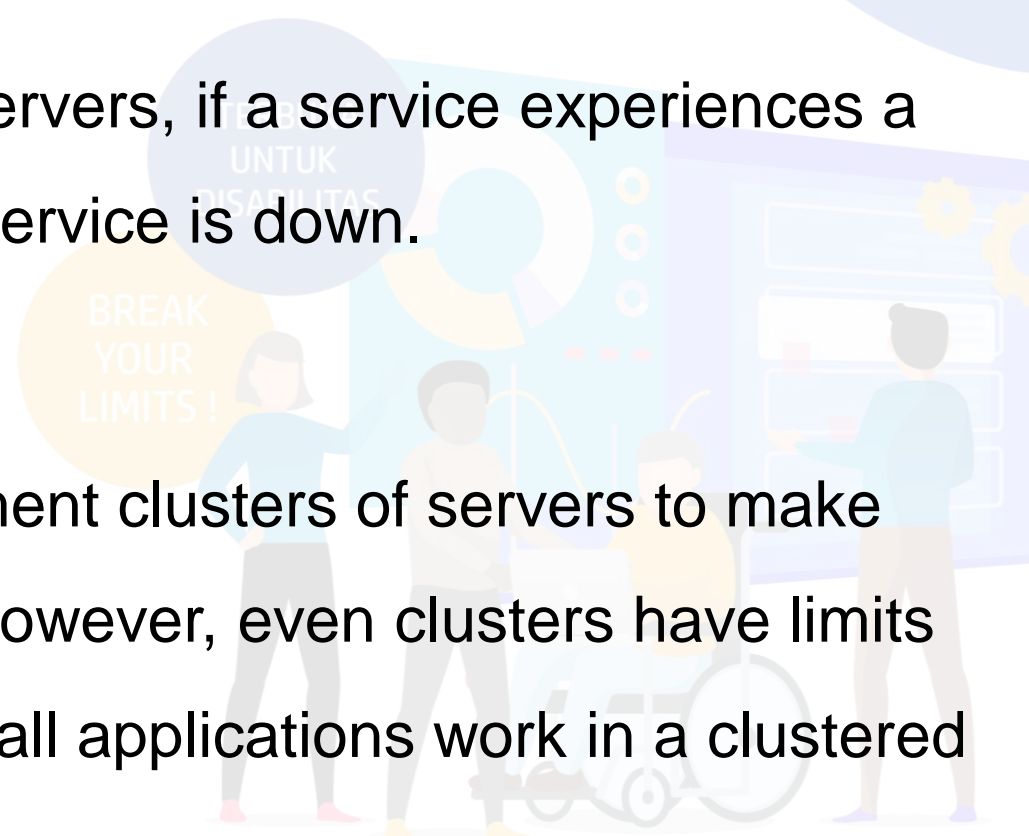 ervers, if a service experiences a
ervice is down.
nent clusters of servers to make
owever, even clusters have limits
all applications work in a clustered
UNTUK
DISABILITAS
BREAK
YOUR
LIMITS !